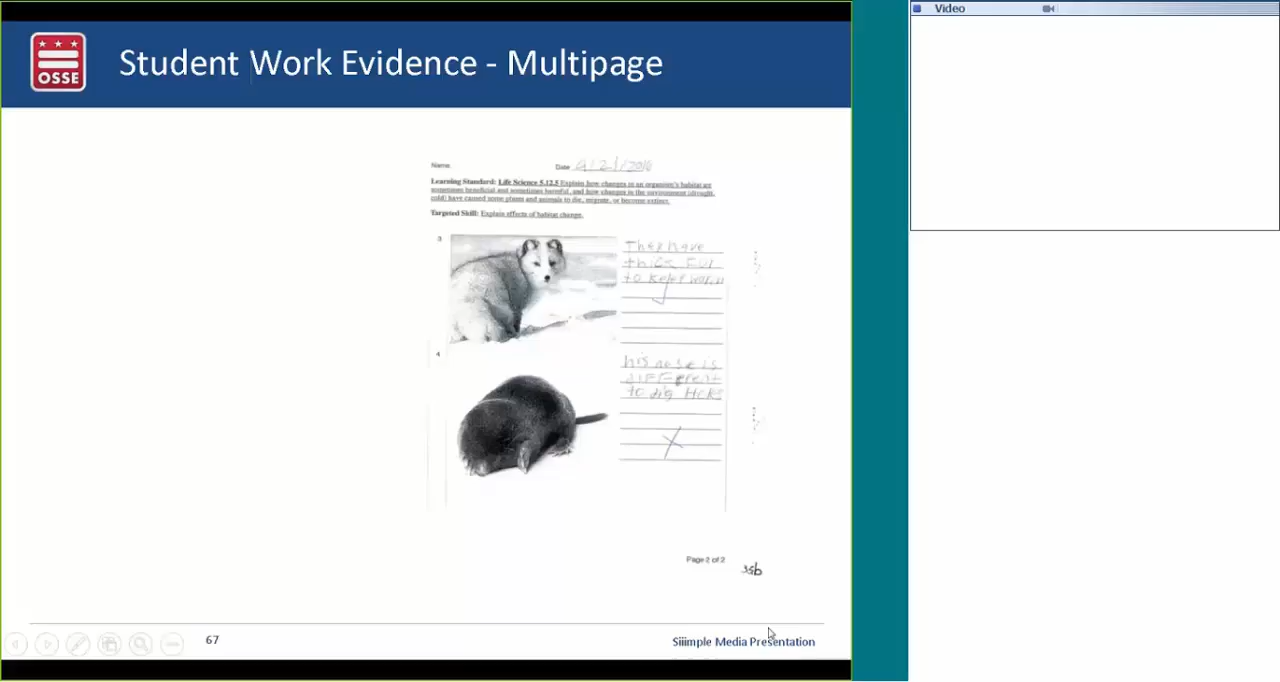 Video
OSSE
Student Work Evidence - Multipage
Name:
Date 4/21/2016
Learning Standard: Life Science 5.12.5 Explain how changes in an organism's habitat are
sometimes beneficial and sometimes harmful, and how changes in the environment (drought,
cold) have caused some plants and animals to die, migrate, or become extinct.
Targeted Skill: Explain effects of habitat change.
3
They have
thick fur
to keep warm
4
his nose is
different
to dig Holes
Page 2 of 2
35b
67
Siiimple Media Presentation